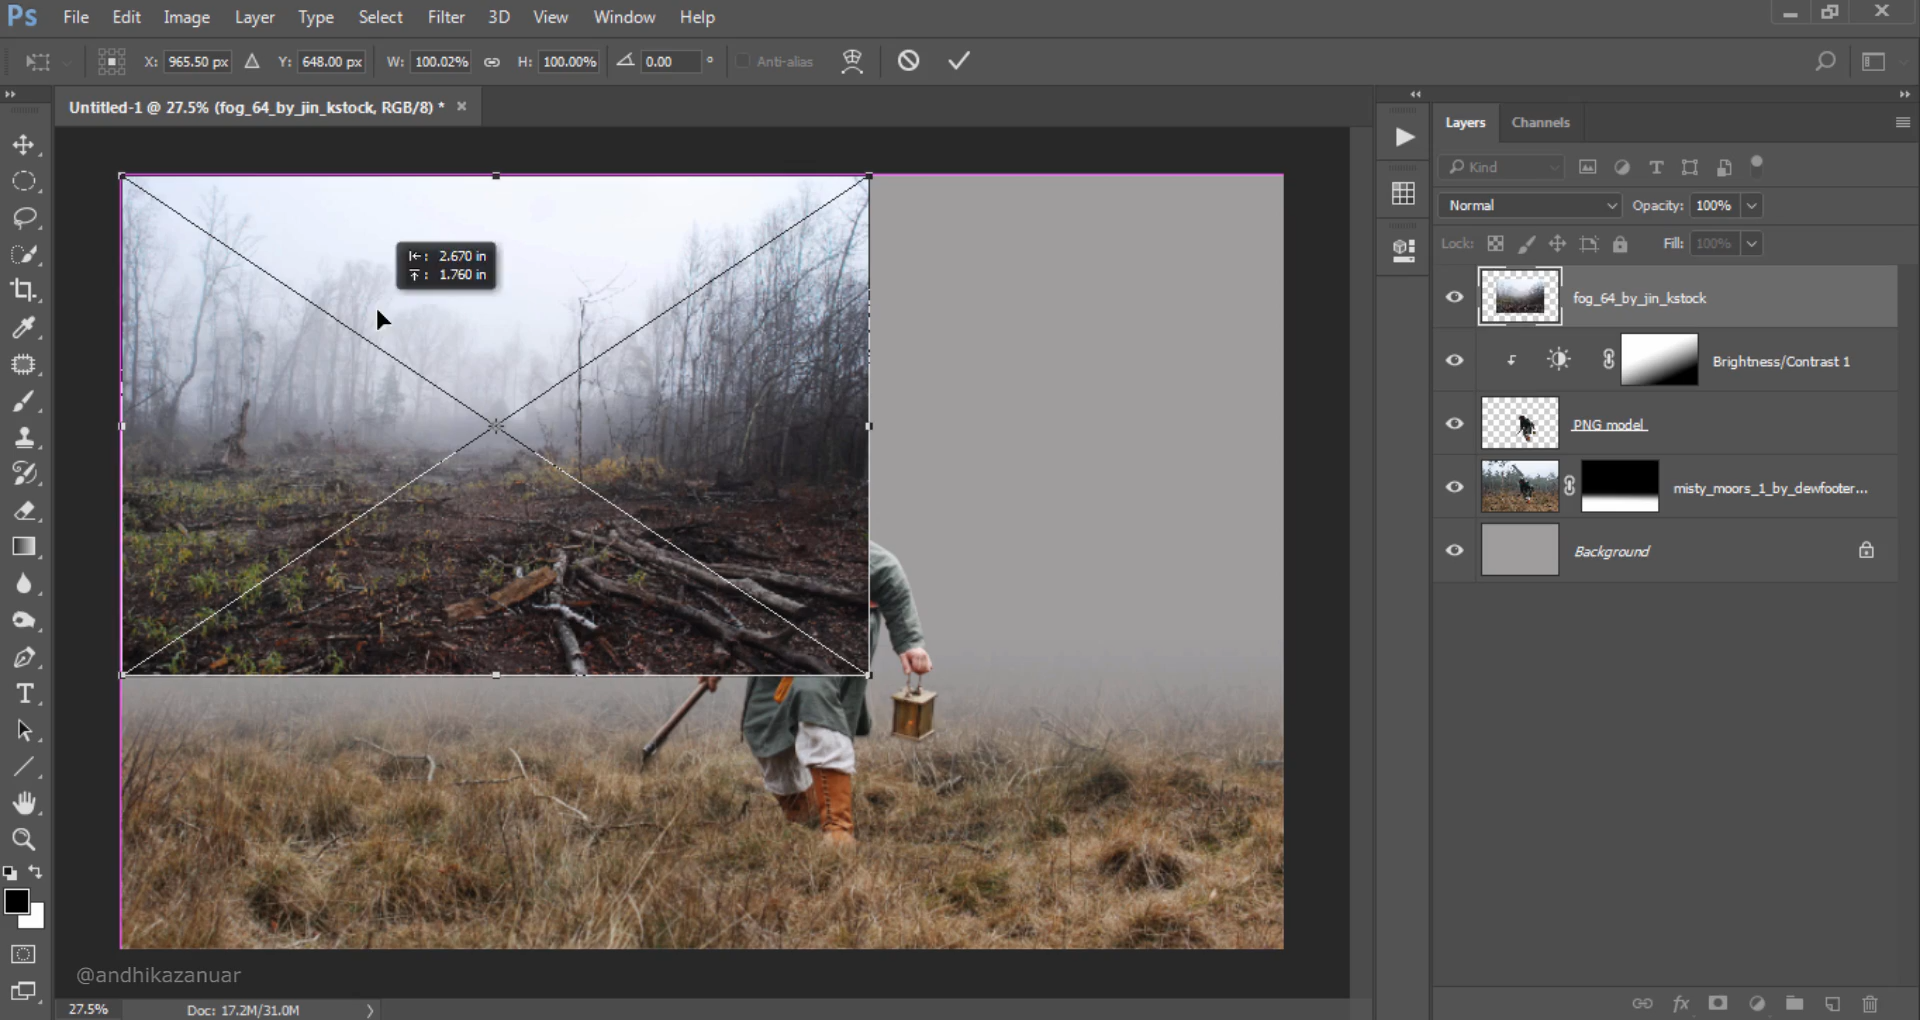 Ps File Edit Image Layer Type Select Filter 3D View Window Help
X: 965.50 px Y: 648.00 px W: 100.02% H: 100.00% 0.00 ° Anti-alias
Untitled-1 @ 27.5% (fog_64_by_jin_kstock, RGB/8) *
Layers Channels
Kind
Normal Opacity: 100%
Lock: Fill: 100%
2.670 in
1.760 in
fog_64_by_jin_kstock
Brightness/Contrast 1
PNG model
misty_moors_1_by_dewfooter...
Background
@andhikazanuar
27.5% Doc: 17.2M/31.0M
fx